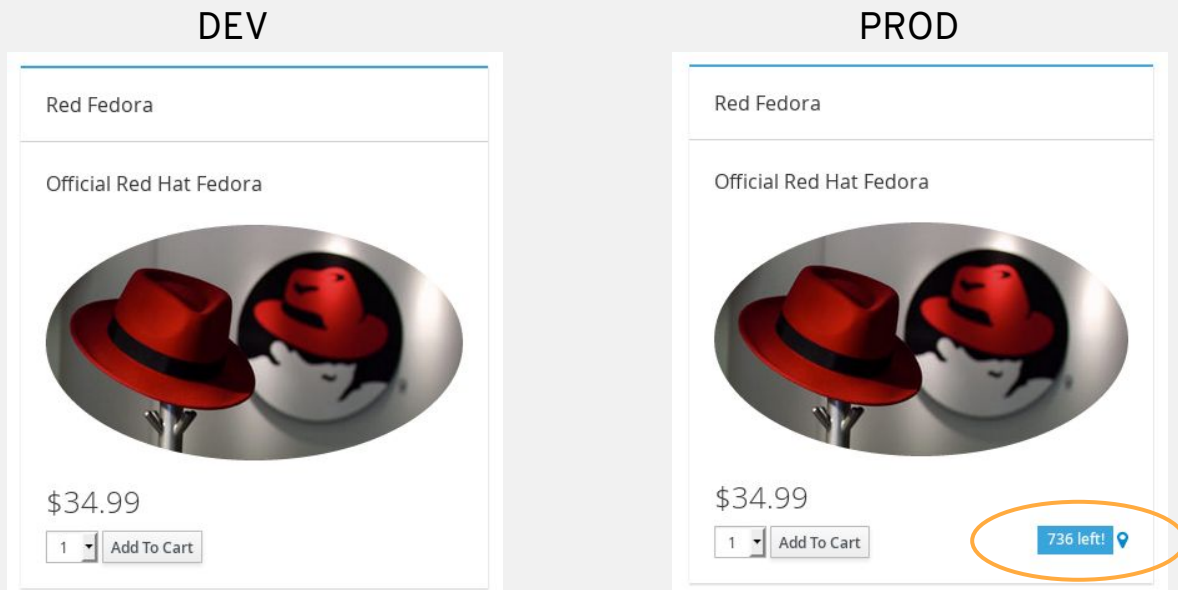 DEV
Red Fedora
Official Red Hat Fedora
$34.99
1 Add To Cart
PROD
Red Fedora
Official Red Hat Fedora
$34.99
1 Add To Cart 736 left!